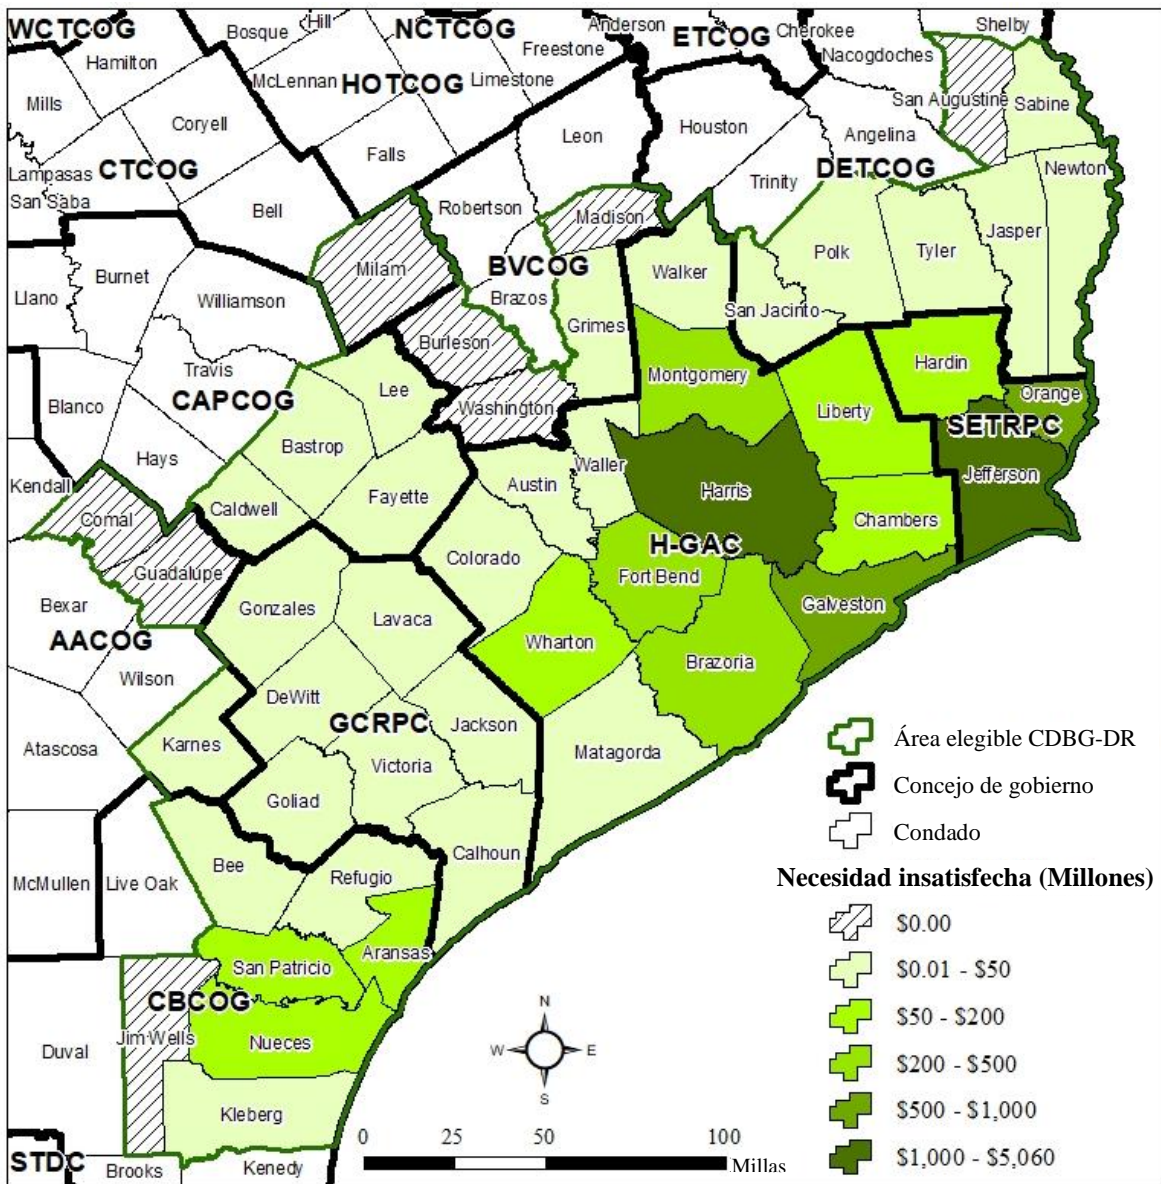 WCTCOG
Bosque
Hill
NCTCOG
Anderson
ETCOG
Cherokee
Shelby
Hamilton
Freestone
Nacogdoches
McLennan
HOTCOG
Limestone
Mills
San Augustine
Sabine
Coryell
Leon
Houston
Angelina
Falls
Lampasas
CTCOG
DETCOG
Newton
San Saba
Bell
Robertson
Trinity
Madison
Jasper
Polk
Tyler
Burnet
Milam
BVCOG
Walker
Llano
Williamson
Brazos
San Jacinto
Grimes
Burleson
Hardin
Travis
Montgomery
Lee
Orange
Blanco
CAPCOG
Washington
Liberty
SETRPC
Bastrop
Hays
Waller
Jefferson
Kendall
Austin
Harris
Fayette
Caldwell
Comal
Chambers
H-GAC
Colorado
Guadalupe
Fort Bend
Bexar
Gonzales
Galveston
Lavaca
AACOG
Wharton
Brazoria
Wilson
DeWitt
GCRPC
Jackson
Atascosa
Karnes
Matagorda
Victoria
Goliad
Calhoun
Bee
McMullen
Live Oak
Refugio
Aransas
San Patricio
CBCOG
Jim Wells
Nueces
Duval
Kleberg
STDC
Brooks
Kenedy
N
W
E
S
0
25
50
100
Millas
Área elegible CDBG-DR
Concejo de gobierno
Condado
Necesidad insatisfecha (Millones)
$0.00
$0.01 - $50
$50 - $200
$200 - $500
$500 - $1,000
$1,000 - $5,060